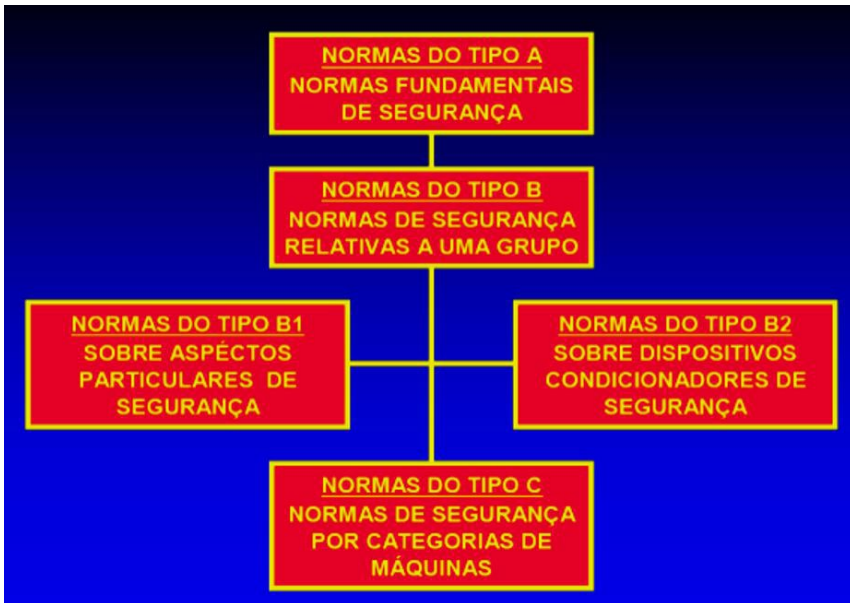 NORMAS DO TIPO A
NORMAS FUNDAMENTAIS
DE SEGURANÇA
NORMAS DO TIPO B
NORMAS DE SEGURANÇA
RELATIVAS A UMA GRUPO
NORMAS DO TIPO B1
SOBRE ASPÉCTOS
PARTICULARES DE
SEGURANÇA
NORMAS DO TIPO B2
SOBRE DISPOSITIVOS
CONDICIONADORES DE
SEGURANÇA
NORMAS DO TIPO C
NORMAS DE SEGURANÇA
POR CATEGORIAS DE
MÁQUINAS